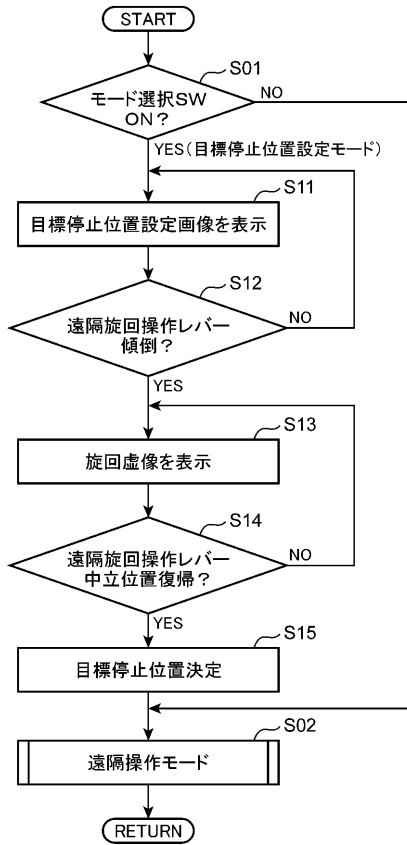 START
S01
モード選択SW
ON?
NO
YES(目標停止位置設定モード)
S11
目標停止位置設定画像を表示
S12
遠隔旋回操作レバー
傾倒?
NO
YES
S13
旋回虚像を表示
S14
遠隔旋回操作レバー
中立位置復帰?
NO
YES
S15
目標停止位置決定
S02
遠隔操作モード
RETURN